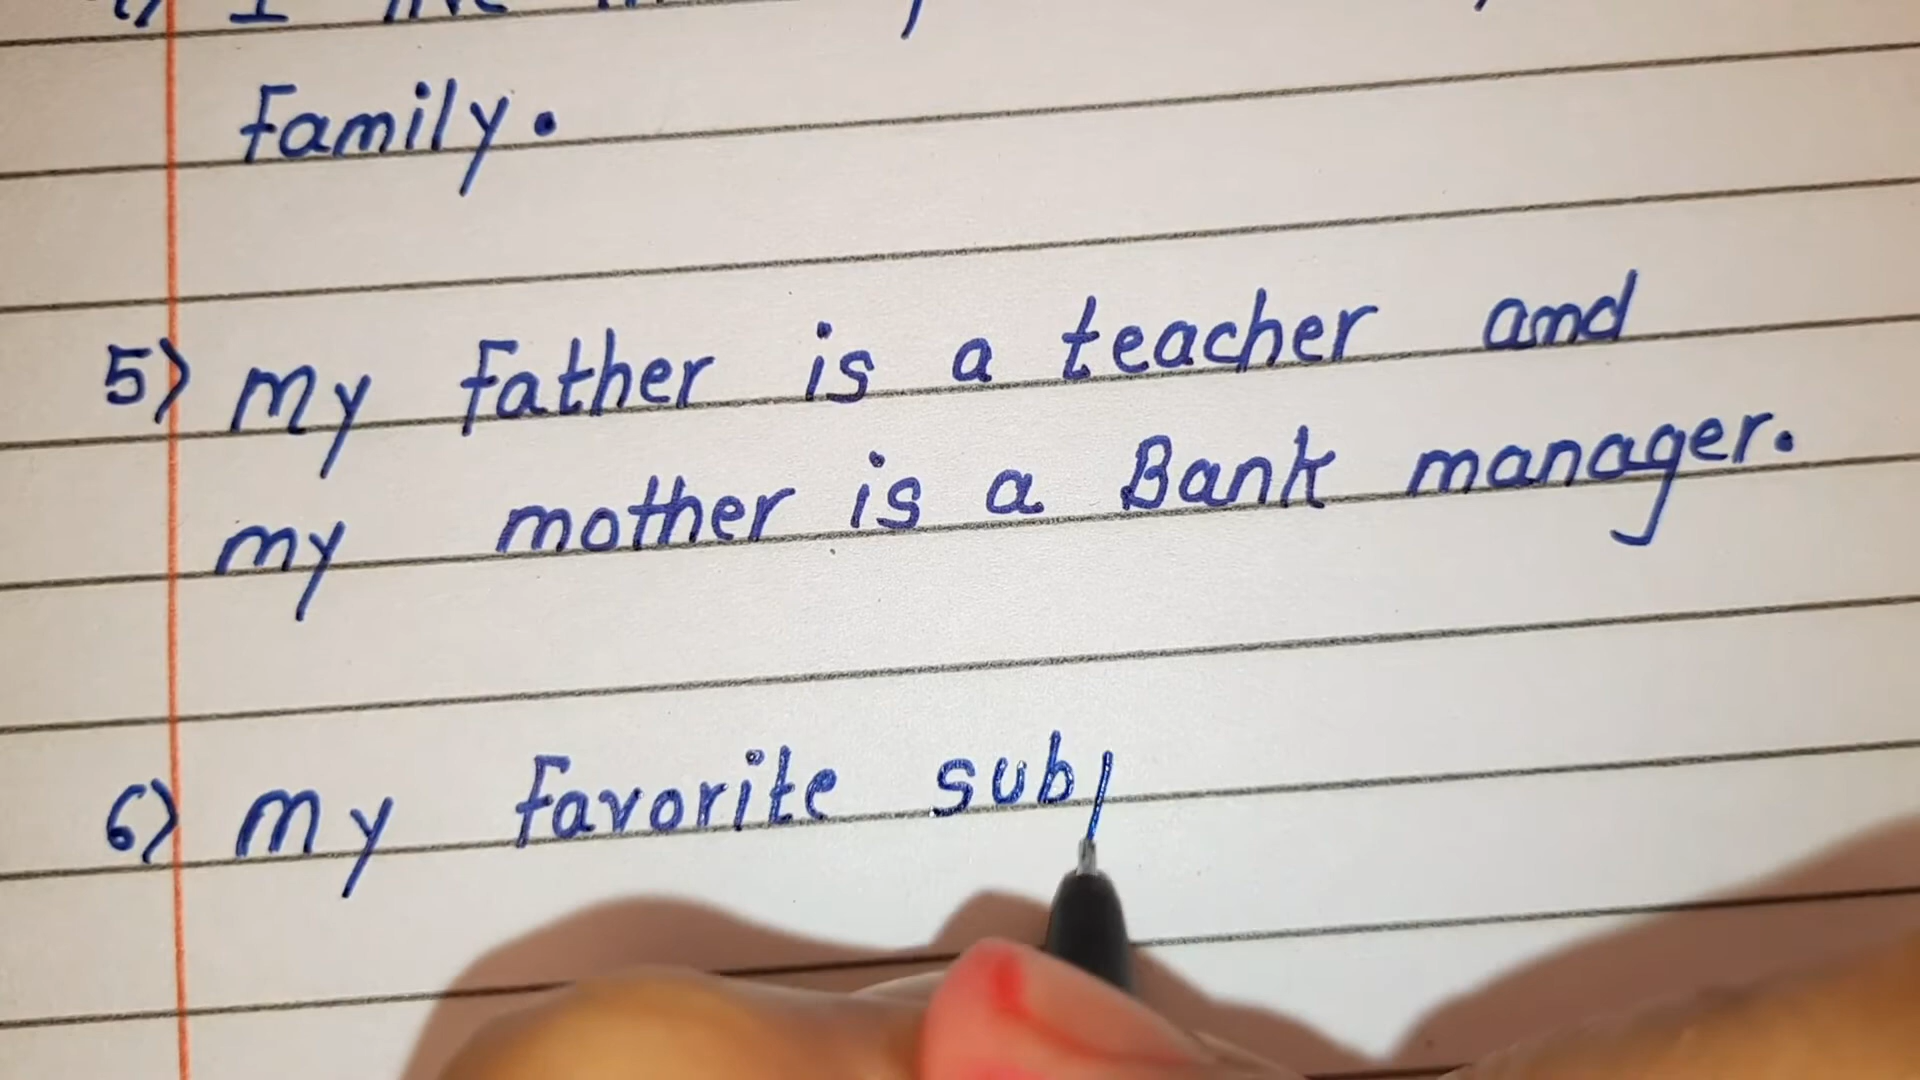 family.
5) My father is a teacher and
my mother is a Bank manager.
6) My favorite sub